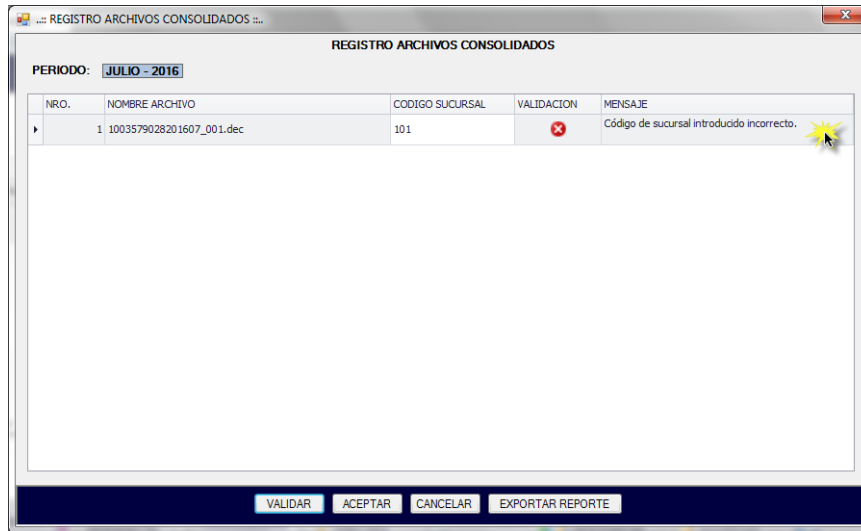 ..:: REGISTRO ARCHIVOS CONSOLIDADOS ::..
REGISTRO ARCHIVOS CONSOLIDADOS
PERIODO: JULIO - 2016
NRO. NOMBRE ARCHIVO CODIGO SUCURSAL VALIDACION MENSAJE
1 1003579028201607_001.dec 101 Código de sucursal introducido incorrecto.
VALIDAR ACEPTAR CANCELAR EXPORTAR REPORTE